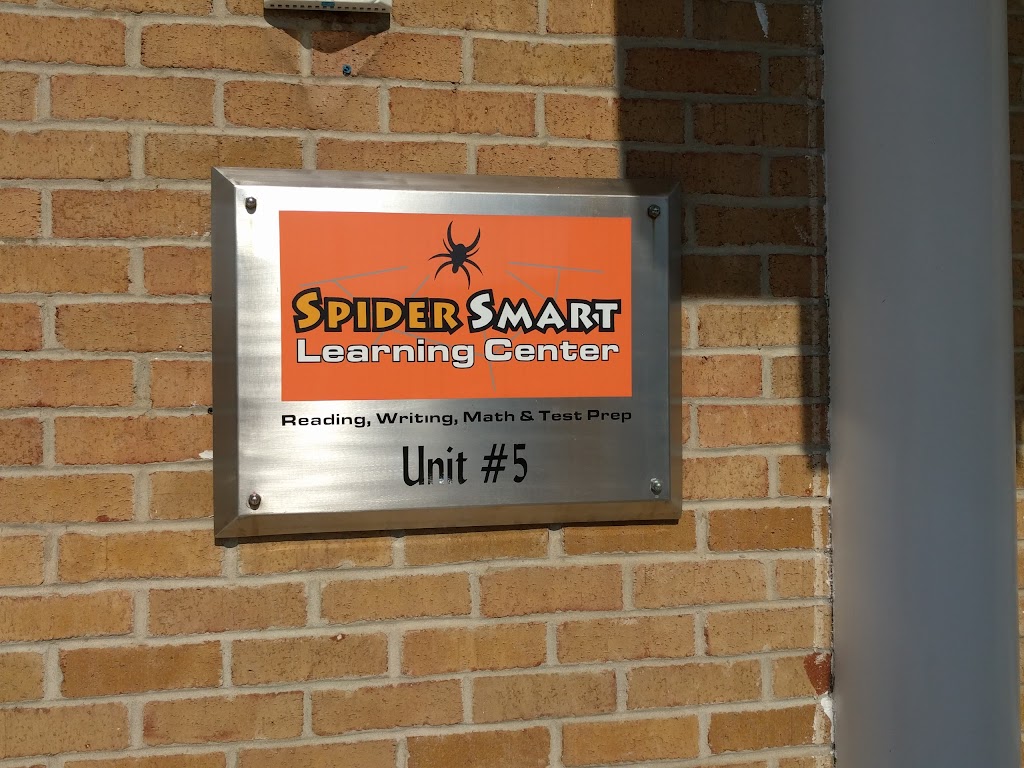 SPIDER SMART
Learning Center
Reading, Writing, Math & Test Prep
Unit #5